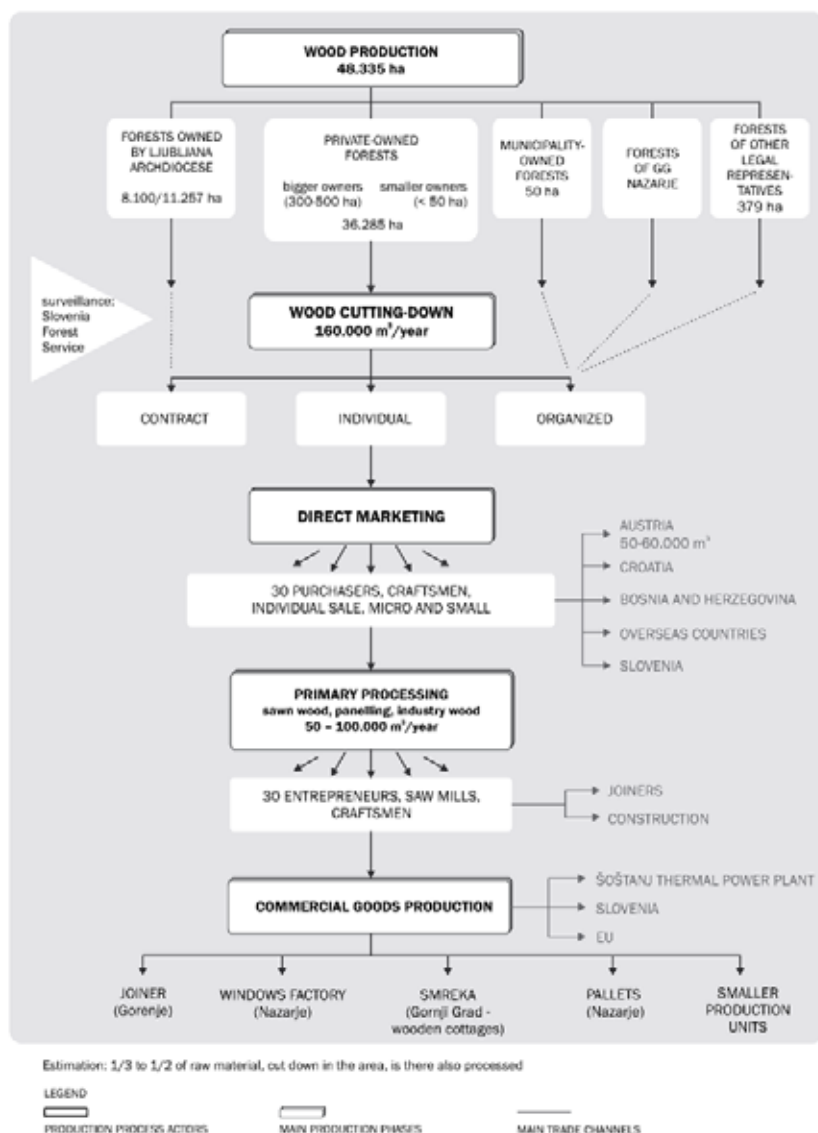 WOOD PRODUCTION
48.335 ha
FORESTS OWNED
BY LJUBLJANA
ARCHDIOCESE
8.100/11.257 ha
PRIVATE-OWNED
FORESTS
bigger owners
(300-500 ha)
smaller owners
(< 50 ha)
36.285 ha
MUNICIPALITY-
OWNED
FORESTS
50 ha
FORESTS
OF GG
NAZARJE
FORESTS
OF OTHER
LEGAL
REPRESEN-
TATIVES
379 ha
surveillance:
Slovenia
Forest
Service
WOOD CUTTING-DOWN
160.000 m³/year
CONTRACT
INDIVIDUAL
ORGANIZED
DIRECT MARKETING
30 PURCHASERS, CRAFTSMEN,
INDIVIDUAL SALE, MICRO AND SMALL
AUSTRIA
50-60.000 m³
CROATIA
BOSNIA AND HERZEGOVINA
OVERSEAS COUNTRIES
SLOVENIA
PRIMARY PROCESSING
sawn wood, panelling, industry wood
50 – 100.000 m³/year
30 ENTREPRENEURS, SAW MILLS,
CRAFTSMEN
JOINERS
CONSTRUCTION
COMMERCIAL GOODS PRODUCTION
ŠOŠTANJ THERMAL POWER PLANT
SLOVENIA
EU
JOINER
(Gorenje)
WINDOWS FACTORY
(Nazarje)
SMREKA
(Gornji Grad -
wooden cottages)
PALLETS
(Nazarje)
SMALLER
PRODUCTION
UNITS
Estimation: 1/3 to 1/2 of raw material, cut down in the area, is there also processed
LEGEND
PRODUCTION PROCESS ACTORS
MAIN PRODUCTION PHASES
MAIN TRADE CHANNELS